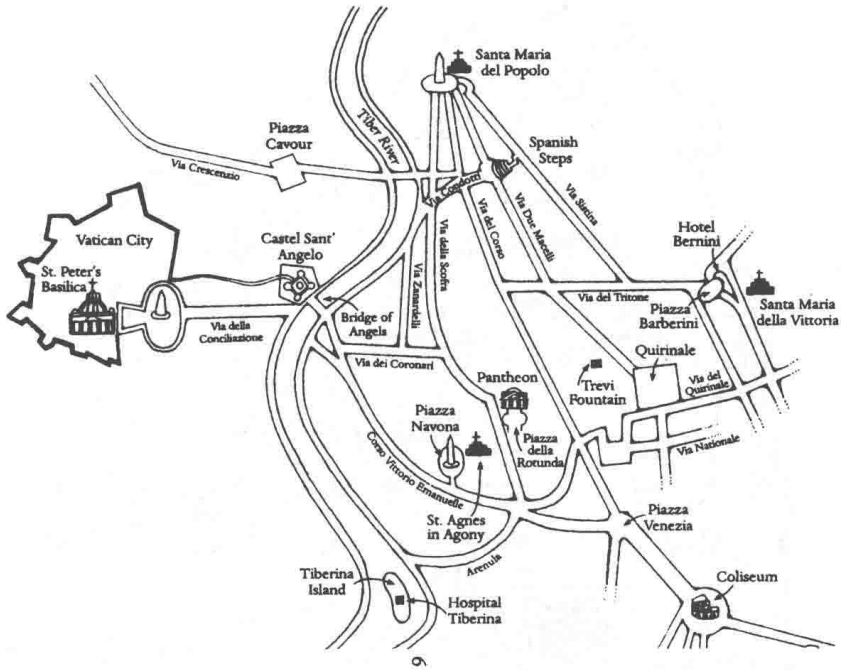 Santa Maria
del Popolo
Tiber River
Piazza
Cavour
Via Crescenzio
Spanish
Steps
Via Condotti
Via Sistina
Via del Corso
Via Due Macelli
Via della Scofra
Via Zanardelli
Vatican City
St. Peter's
Basilica
Castel Sant'
Angelo
Via della
Conciliazione
Bridge of
Angels
Hotel
Bernini
Via del Tritone
Piazza
Barberini
Santa Maria
della Vittoria
Via dei Coronari
Pantheon
Trevi
Fountain
Quirinale
Via del
Quirinale
Piazza
Navona
Piazza
della
Rotunda
Via Nationale
Corso Vittorio Emanuelle
St. Agnes
in Agony
Piazza
Venezia
Arenula
Tiberina
Island
Hospital
Tiberina
Coliseum
6